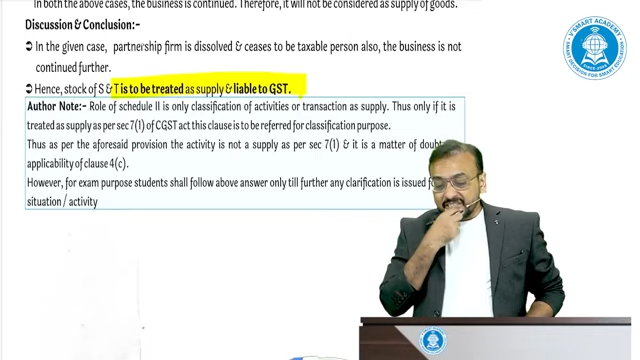 In both the above cases, the business is continued. Therefore, it will not be considered as supply of goods.
Discussion & Conclusion:-
➲ In the given case, partnership firm is dissolved & ceases to be taxable person also, the business is not
continued further.
➲ Hence, stock of S & T is to be treated as supply & liable to GST.
Author Note:- Role of schedule II is only classification of activities or transaction as supply. Thus only if it is
treated as supply as per sec 7(1) of CGST act this clause is to be referred for classification purpose.
Thus as per the aforesaid provision the activity is not a supply as per sec 7(1) & it is a matter of doubt
applicability of clause 4(c).
However, for exam purpose students shall follow above answer only till further any clarification is issued
situation / activity
V SMART ACADEMY
SMART DECISION FOR SMART EDUCATION